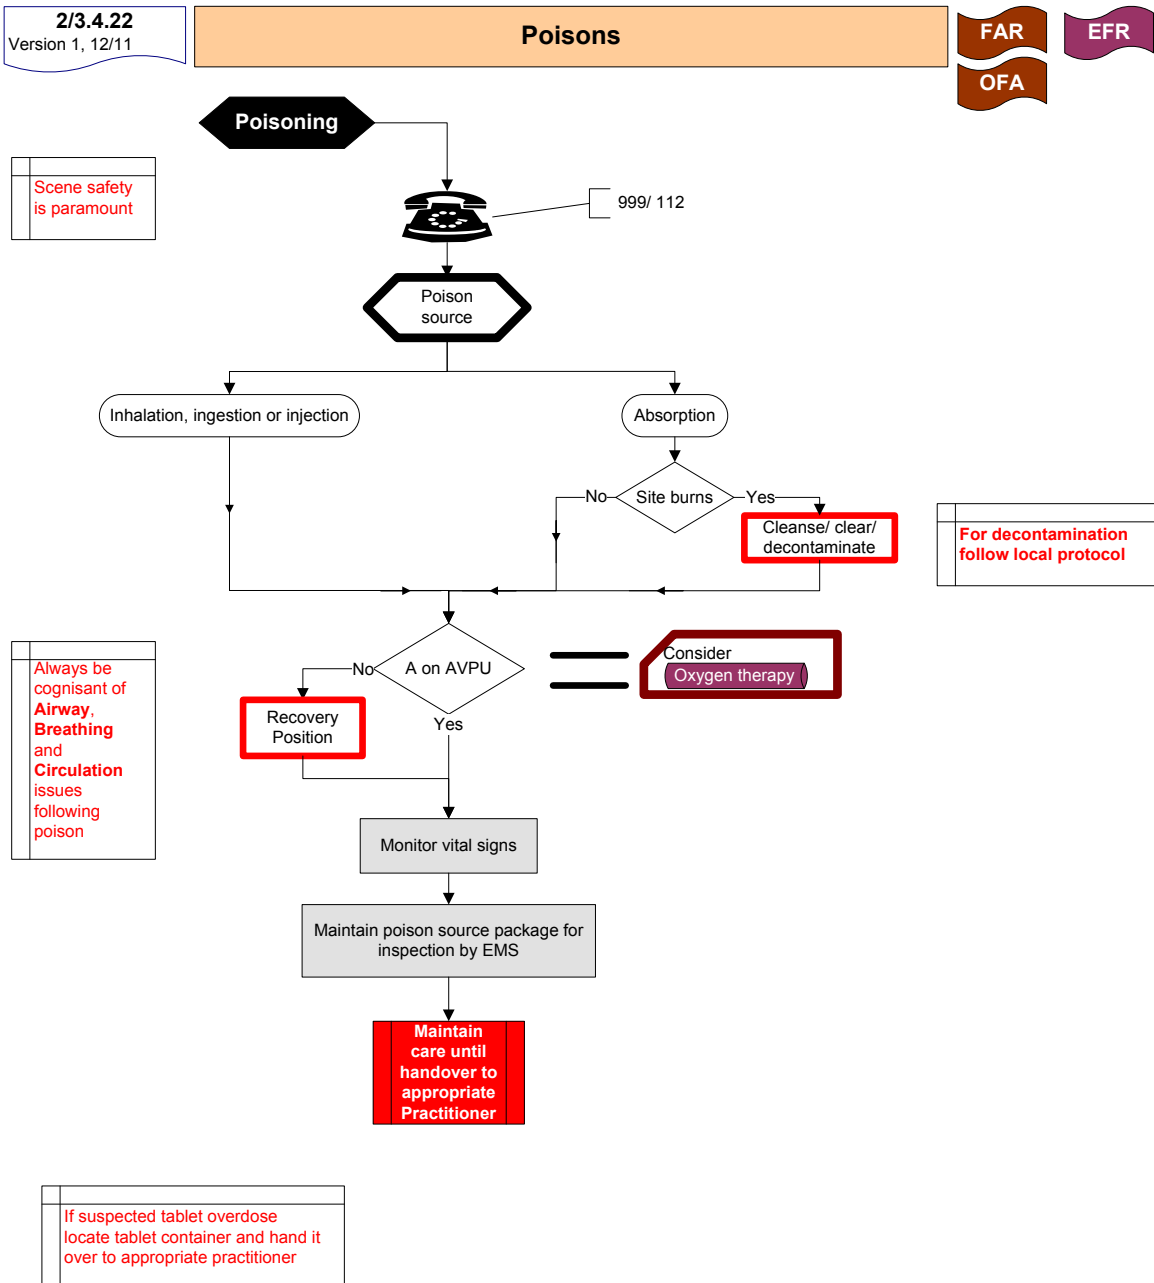 2/3.4.22
Version 1, 12/11
Poisons
FAR
EFR
OFA
Poisoning
Scene safety
is paramount
999/ 112
Poison
source
Inhalation, ingestion or injection
Absorption
No
Site burns
Yes
Cleanse/ clear/
decontaminate
For decontamination
follow local protocol
Always be
cognisant of
Airway,
Breathing
and
Circulation
issues
following
poison
No
A on AVPU
Yes
Consider
Oxygen therapy
Recovery
Position
Monitor vital signs
Maintain poison source package for
inspection by EMS
Maintain
care until
handover to
appropriate
Practitioner
If suspected tablet overdose
locate tablet container and hand it
over to appropriate practitioner